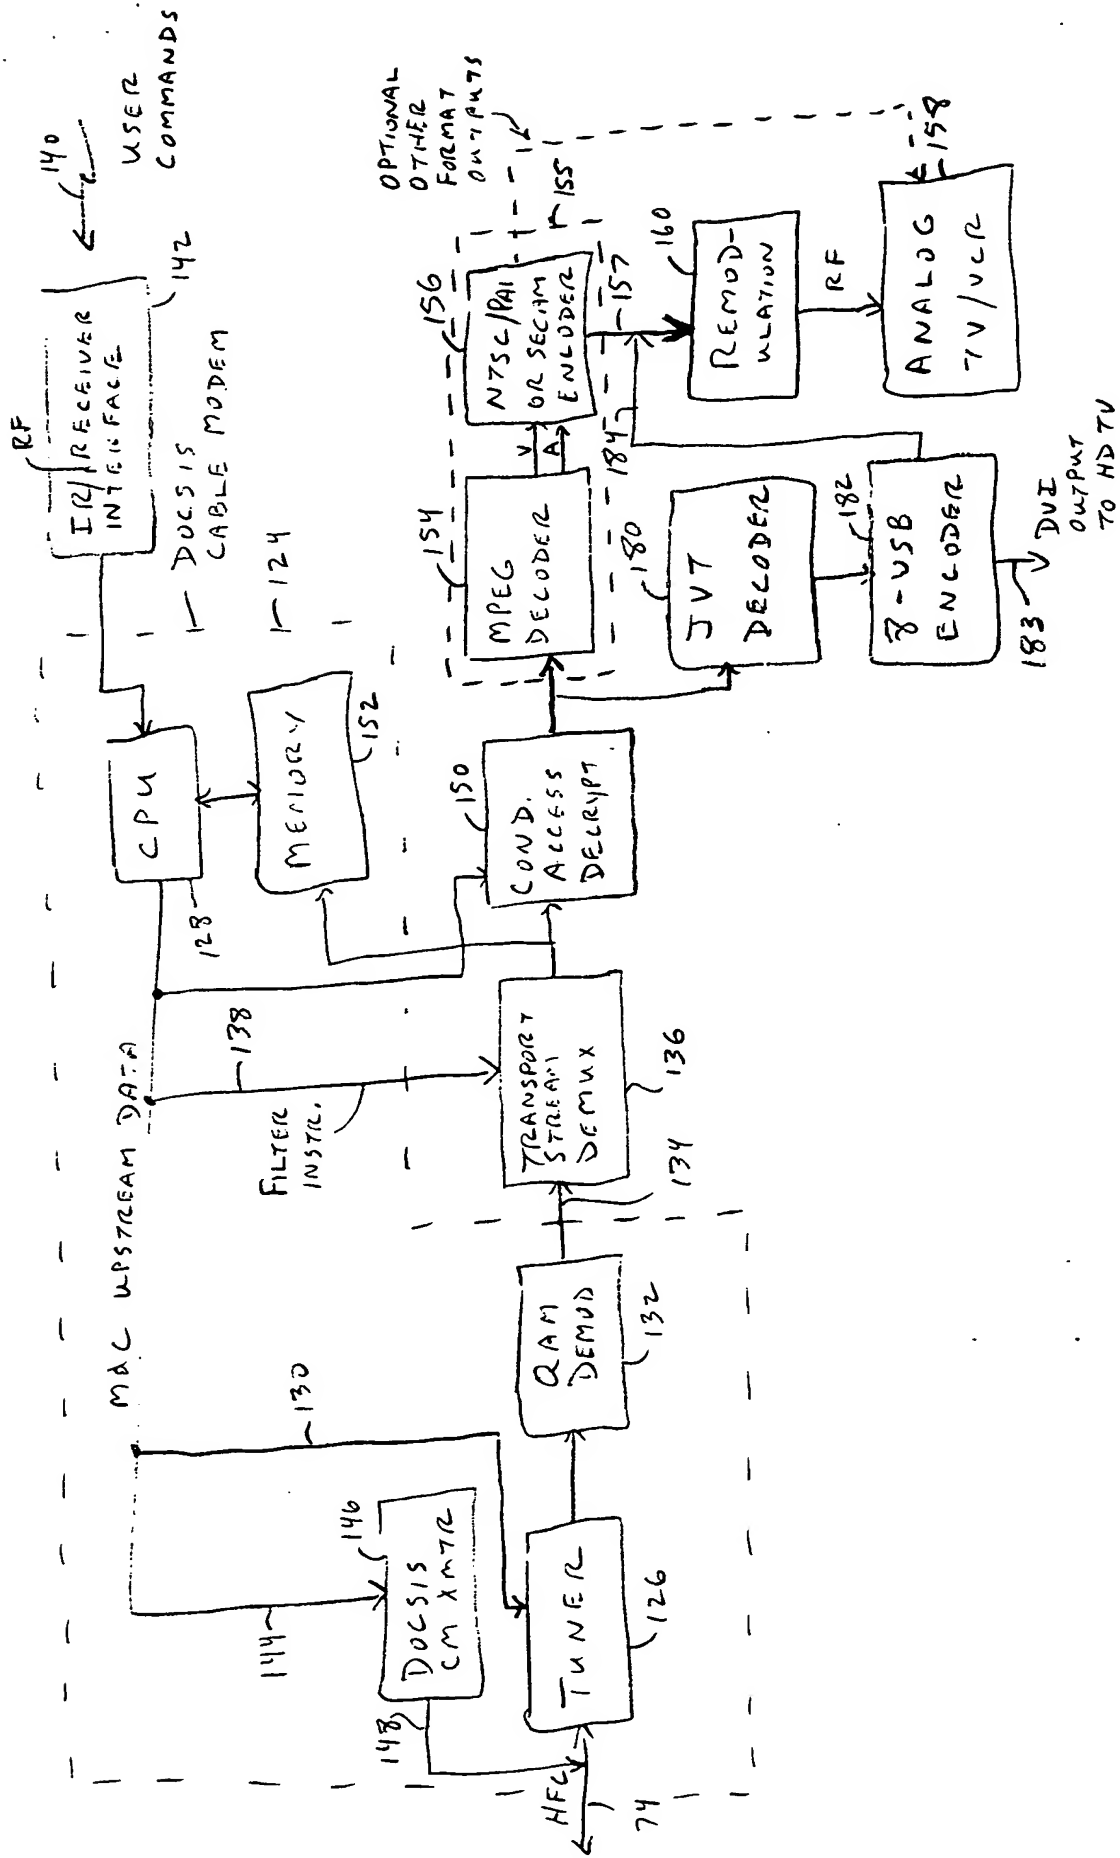 140
USER
COMMANDS
RF
IR/RECEIVER
INTERFACE
142
DOCSIS
CABLE MODEM
124
CPU
128
MEMORY
152
MAC UPSTREAM DATA
138
FILTER
INSTR.
130
144
DOCSIS
CM XMTR
146
148
HFC
74
TUNER
126
QAM
DEMOD
132
134
TRANSPORT
STREAM
DEMUX
136
COND.
ACCESS
DECRYPT.
150
MPEG
DECODER
154
V
A
NTSC/PAL
OR SECAM
ENCODER
156
155
157
OPTIONAL
OTHER
FORMAT
OUTPUTS
REMOD-
ULATION
160
RF
ANALOG
TV/VCR
158
JVT
DECODER
180
8-VSB
ENCODER
182
184
183
DVI
OUTPUT
TO HDTV